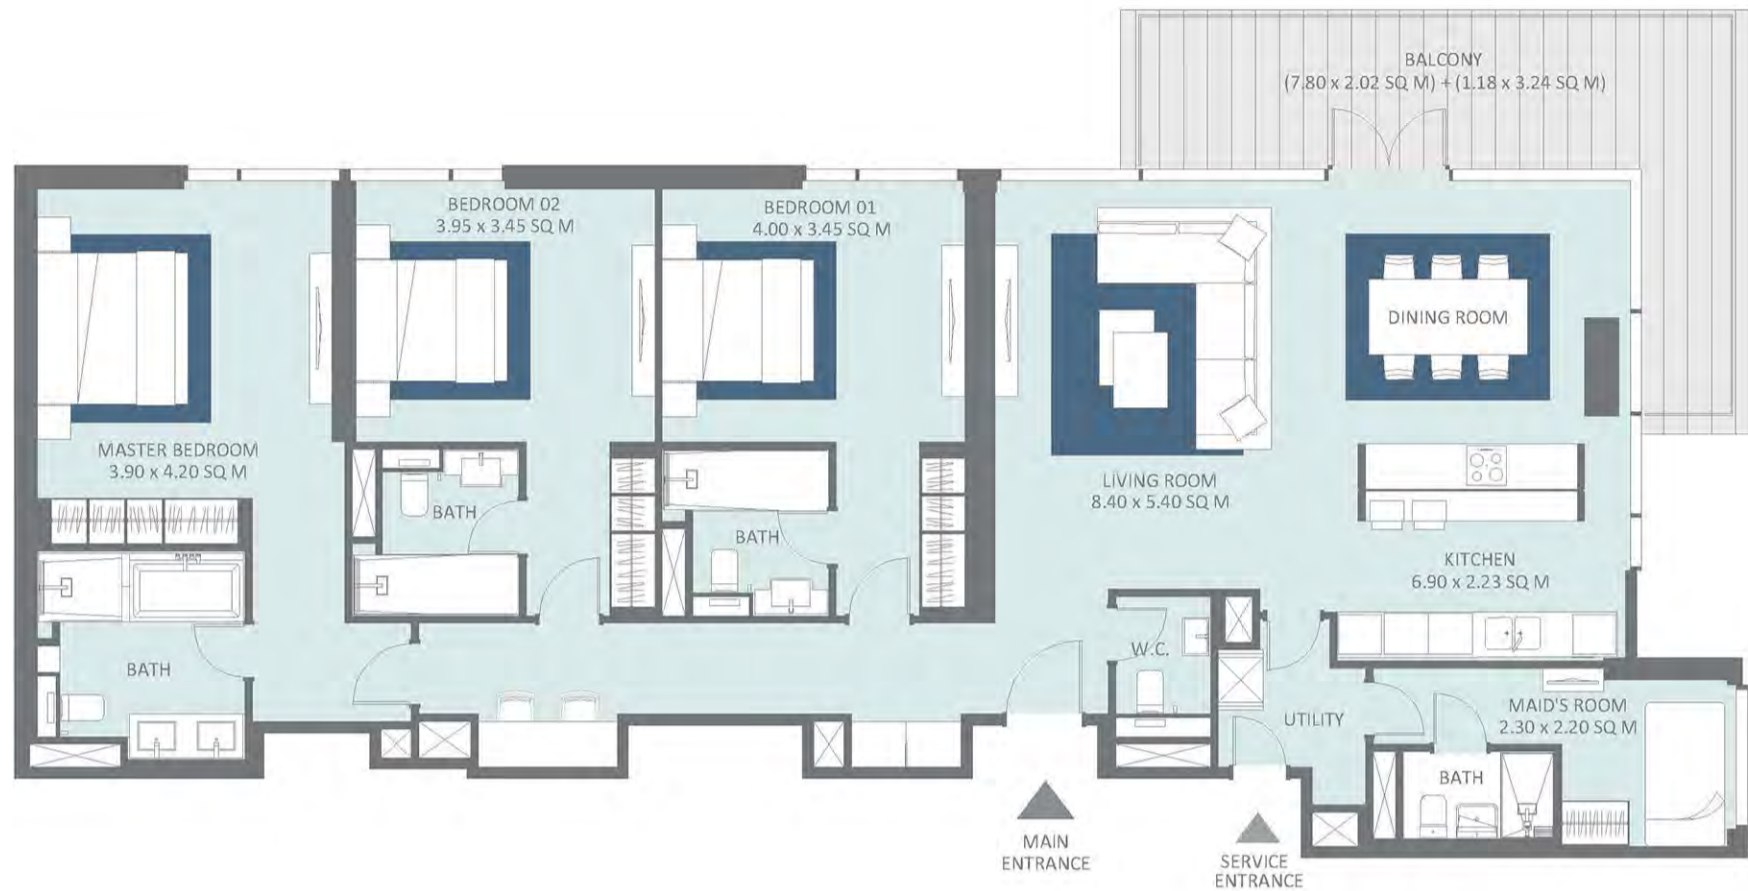 BALCONY
(7.80 x 2.02 SQ M) + (1.18 x 3.24 SQ M)
BEDROOM 02
3.95 x 3.45 SQ M
BEDROOM 01
4.00 x 3.45 SQ M
DINING ROOM
MASTER BEDROOM
3.90 x 4.20 SQ M
LIVING ROOM
8.40 x 5.40 SQ M
BATH
BATH
KITCHEN
6.90 x 2.23 SQ M
BATH
W.C.
UTILITY
MAID'S ROOM
2.30 x 2.20 SQ M
BATH
MAIN
ENTRANCE
SERVICE
ENTRANCE